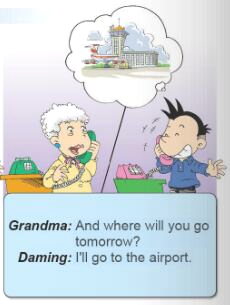 Grandma: And where will you go
tomorrow?
Daming: I'll go to the airport.